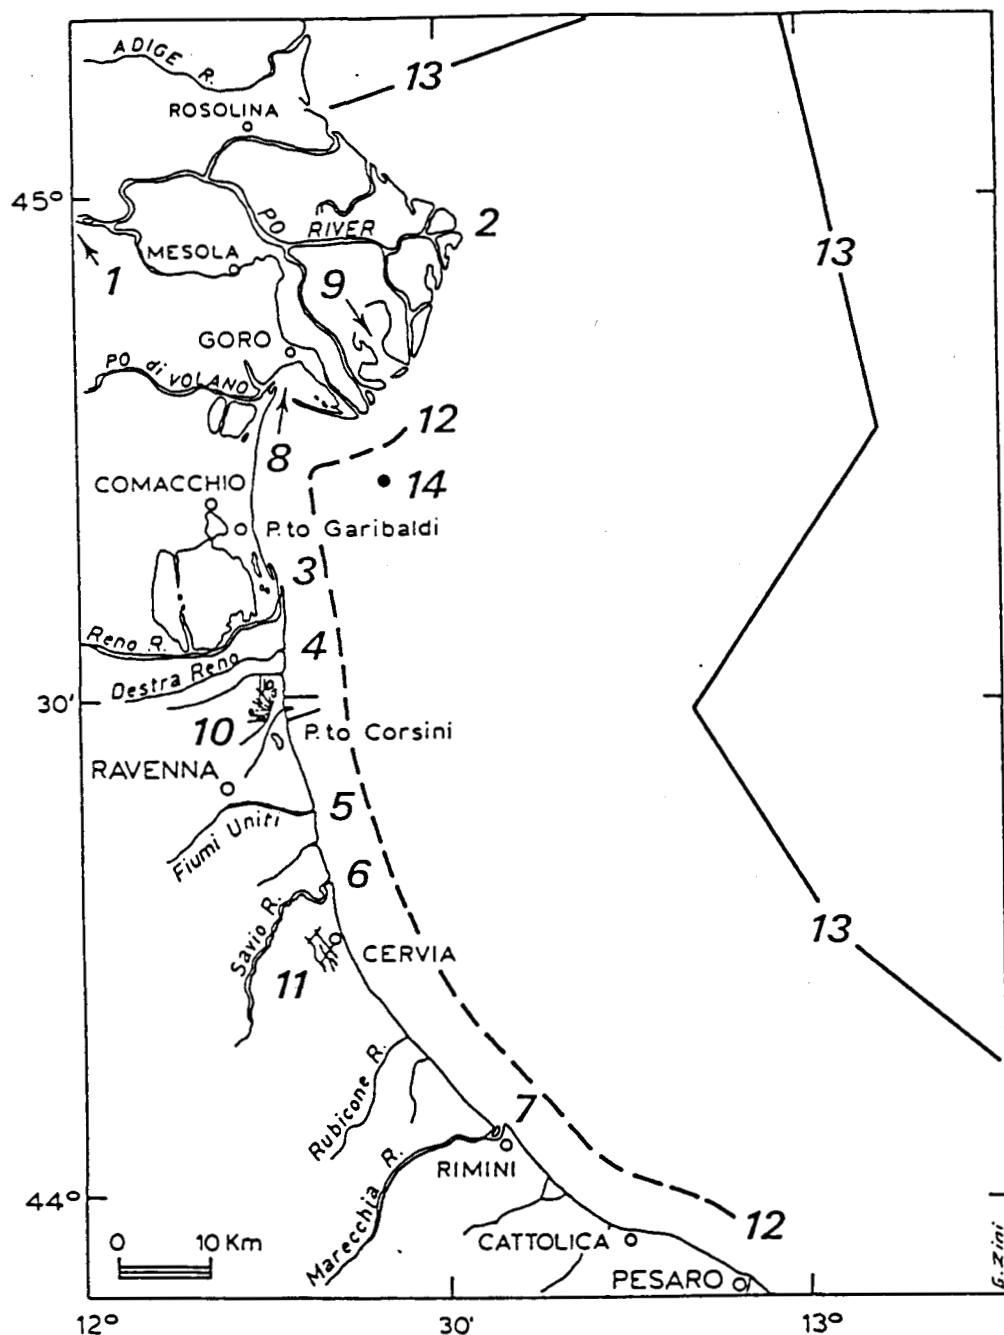 ADIGE R.
13
ROSOLINA
45°
PO RIVER
2
MESOLA
13
1
9
GORO
PO di VOLANO
12
8
14
COMACCHIO
P.to Garibaldi
3
Reno R.
4
Destra Reno
30'
10
P.to Corsini
RAVENNA
5
Fiumi Uniti
6
Savio R.
13
CERVIA
11
Rubicone R.
7
RIMINI
Marecchia R.
44°
12
CATTOLICA
G. Zini
0 10 Km
PESARO
12° 30' 13°